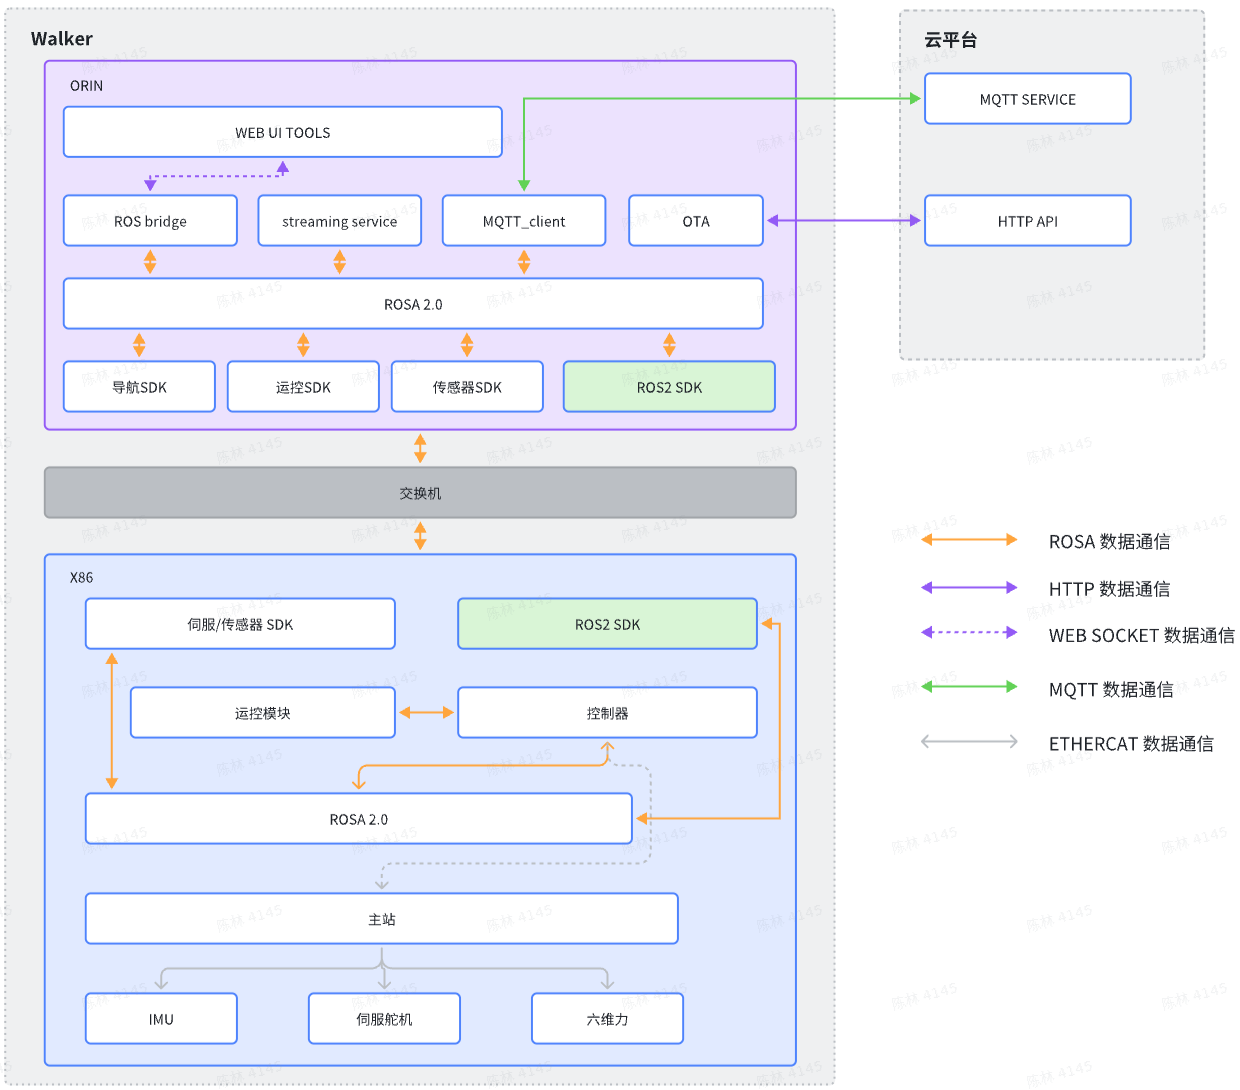 Walker
ORIN
WEB UI TOOLS
ROS bridge
streaming service
MQTT_client
OTA
ROSA 2.0
导航SDK
运控SDK
传感器SDK
ROS2 SDK
交换机
X86
伺服/传感器 SDK
ROS2 SDK
运控模块
控制器
ROSA 2.0
主站
IMU
伺服舵机
六维力
云平台
MQTT SERVICE
HTTP API
ROSA 数据通信
HTTP 数据通信
WEB SOCKET 数据通信
MQTT 数据通信
ETHERCAT 数据通信
陈林 4145